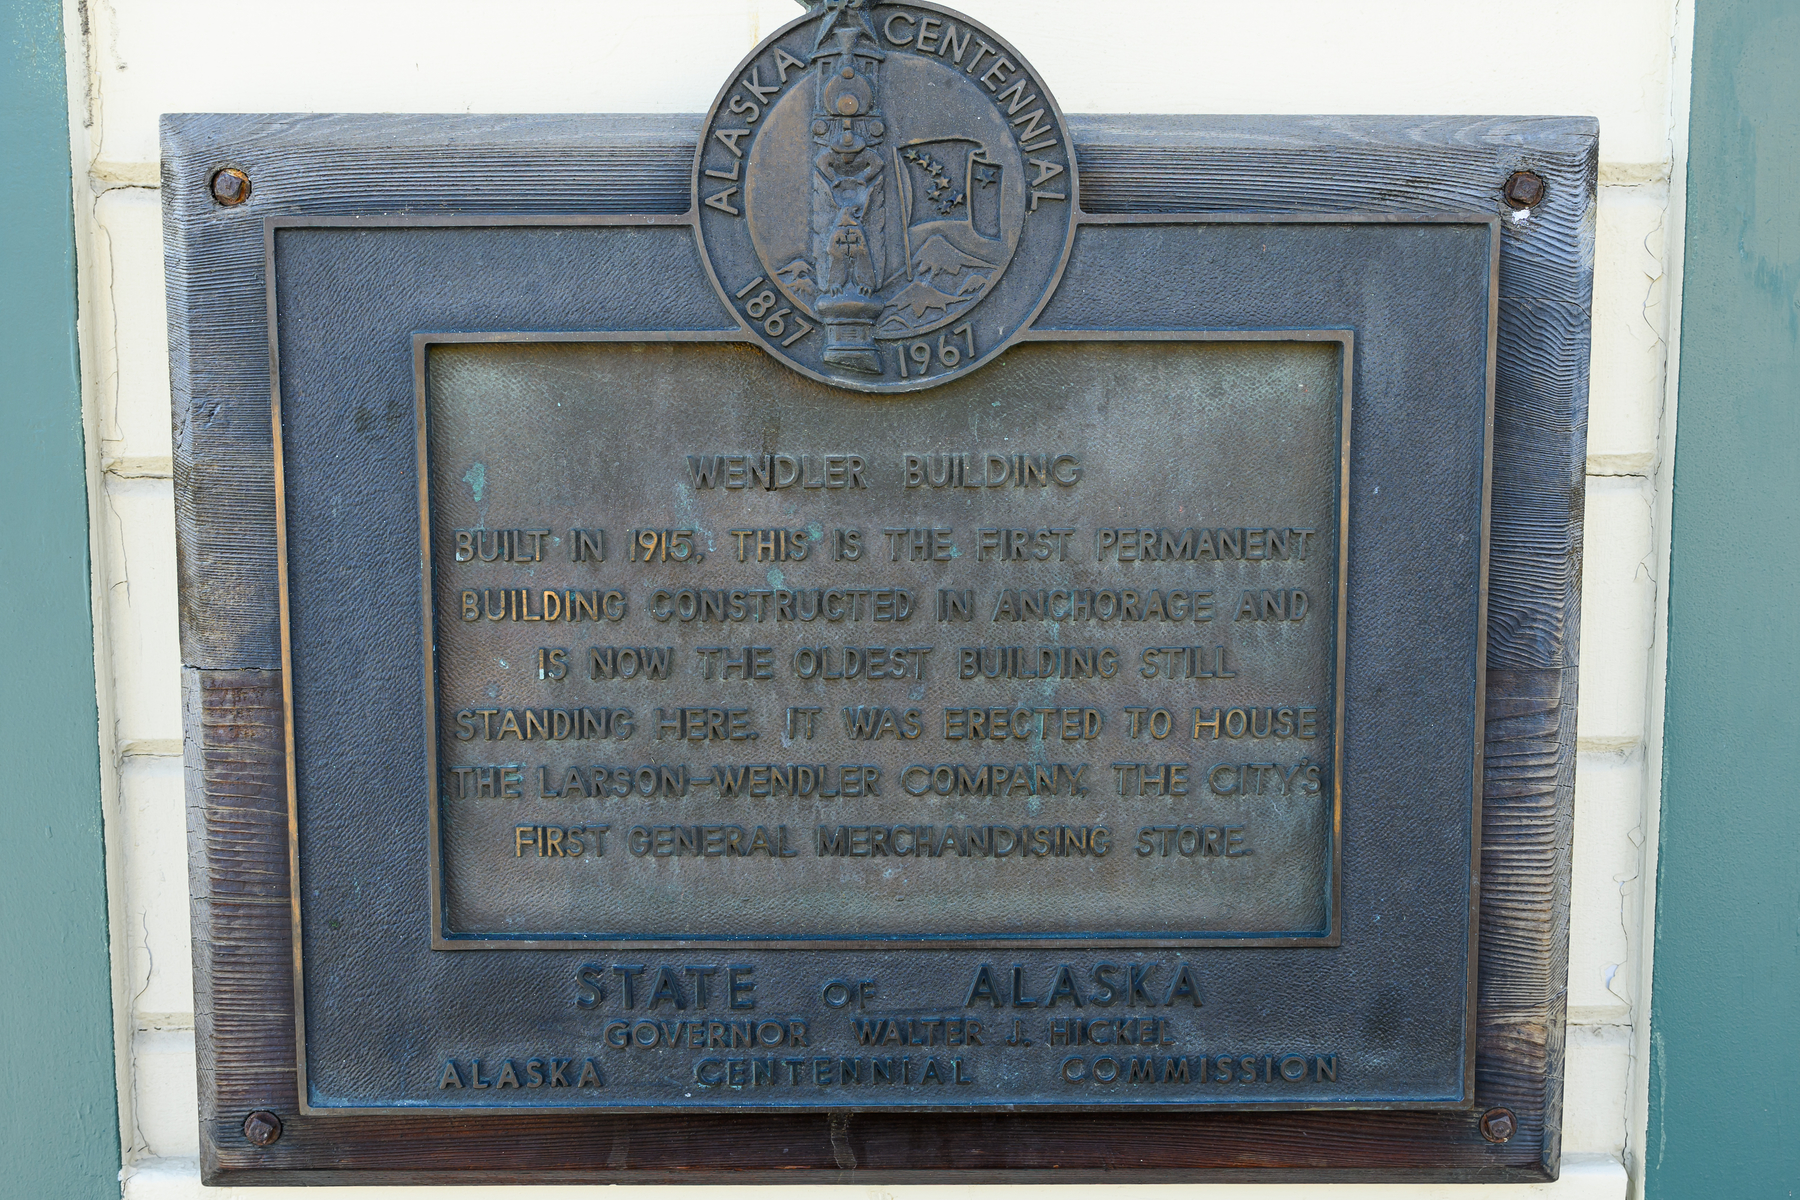 ALASKA CENTENNIAL
1867 1967
WENDLER BUILDING
BUILT IN 1915, THIS IS THE FIRST PERMANENT
BUILDING CONSTRUCTED IN ANCHORAGE AND
IS NOW THE OLDEST BUILDING STILL
STANDING HERE. IT WAS ERECTED TO HOUSE
THE LARSON-WENDLER COMPANY, THE CITY'S
FIRST GENERAL MERCHANDISING STORE.
STATE OF ALASKA
GOVERNOR WALTER J. HICKEL
ALASKA CENTENNIAL COMMISSION